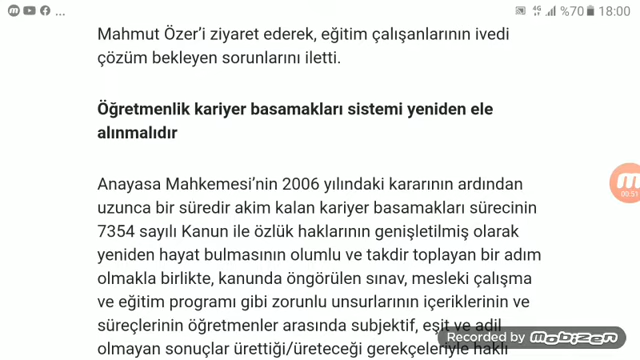 ... %70 18:00
Mahmut Özer'i ziyaret ederek, eğitim çalışanlarının ivedi
çözüm bekleyen sorunlarını iletti.
Öğretmenlik kariyer basamakları sistemi yeniden ele
alınmalıdır
Anayasa Mahkemesi'nin 2006 yılındaki kararının ardından
uzunca bir süredir akim kalan kariyer basamakları sürecinin
7354 sayılı Kanun ile özlük haklarının genişletilmiş olarak
yeniden hayat bulmasının olumlu ve takdir toplayan bir adım
olmakla birlikte, kanunda öngörülen sınav, mesleki çalışma
ve eğitim programı gibi zorunlu unsurlarının içeriklerinin ve
süreçlerinin öğretmenler arasında subjektif, eşit ve adil
olmayan sonuçlar ürettiği/üreteceği gerekçeleriyle haklı
00:51
Recorded by mobizen